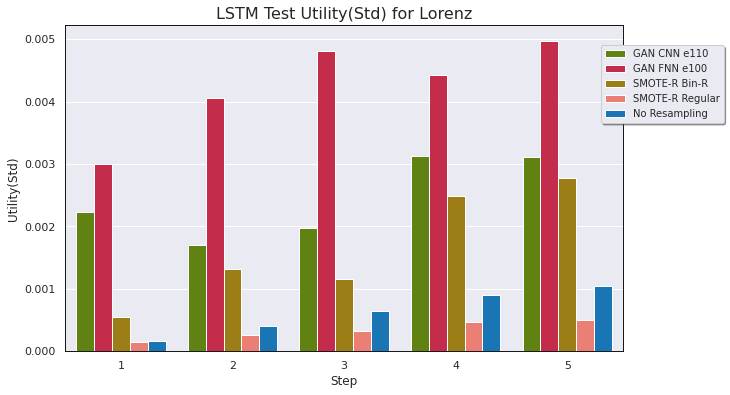 LSTM Test Utility(Std) for Lorenz
0.005
0.004
0.003
0.002
0.001
0.000
Utility(Std)
1 2 3 4 5
Step
GAN CNN e110
GAN FNN e100
SMOTE-R Bin-R
SMOTE-R Regular
No Resampling